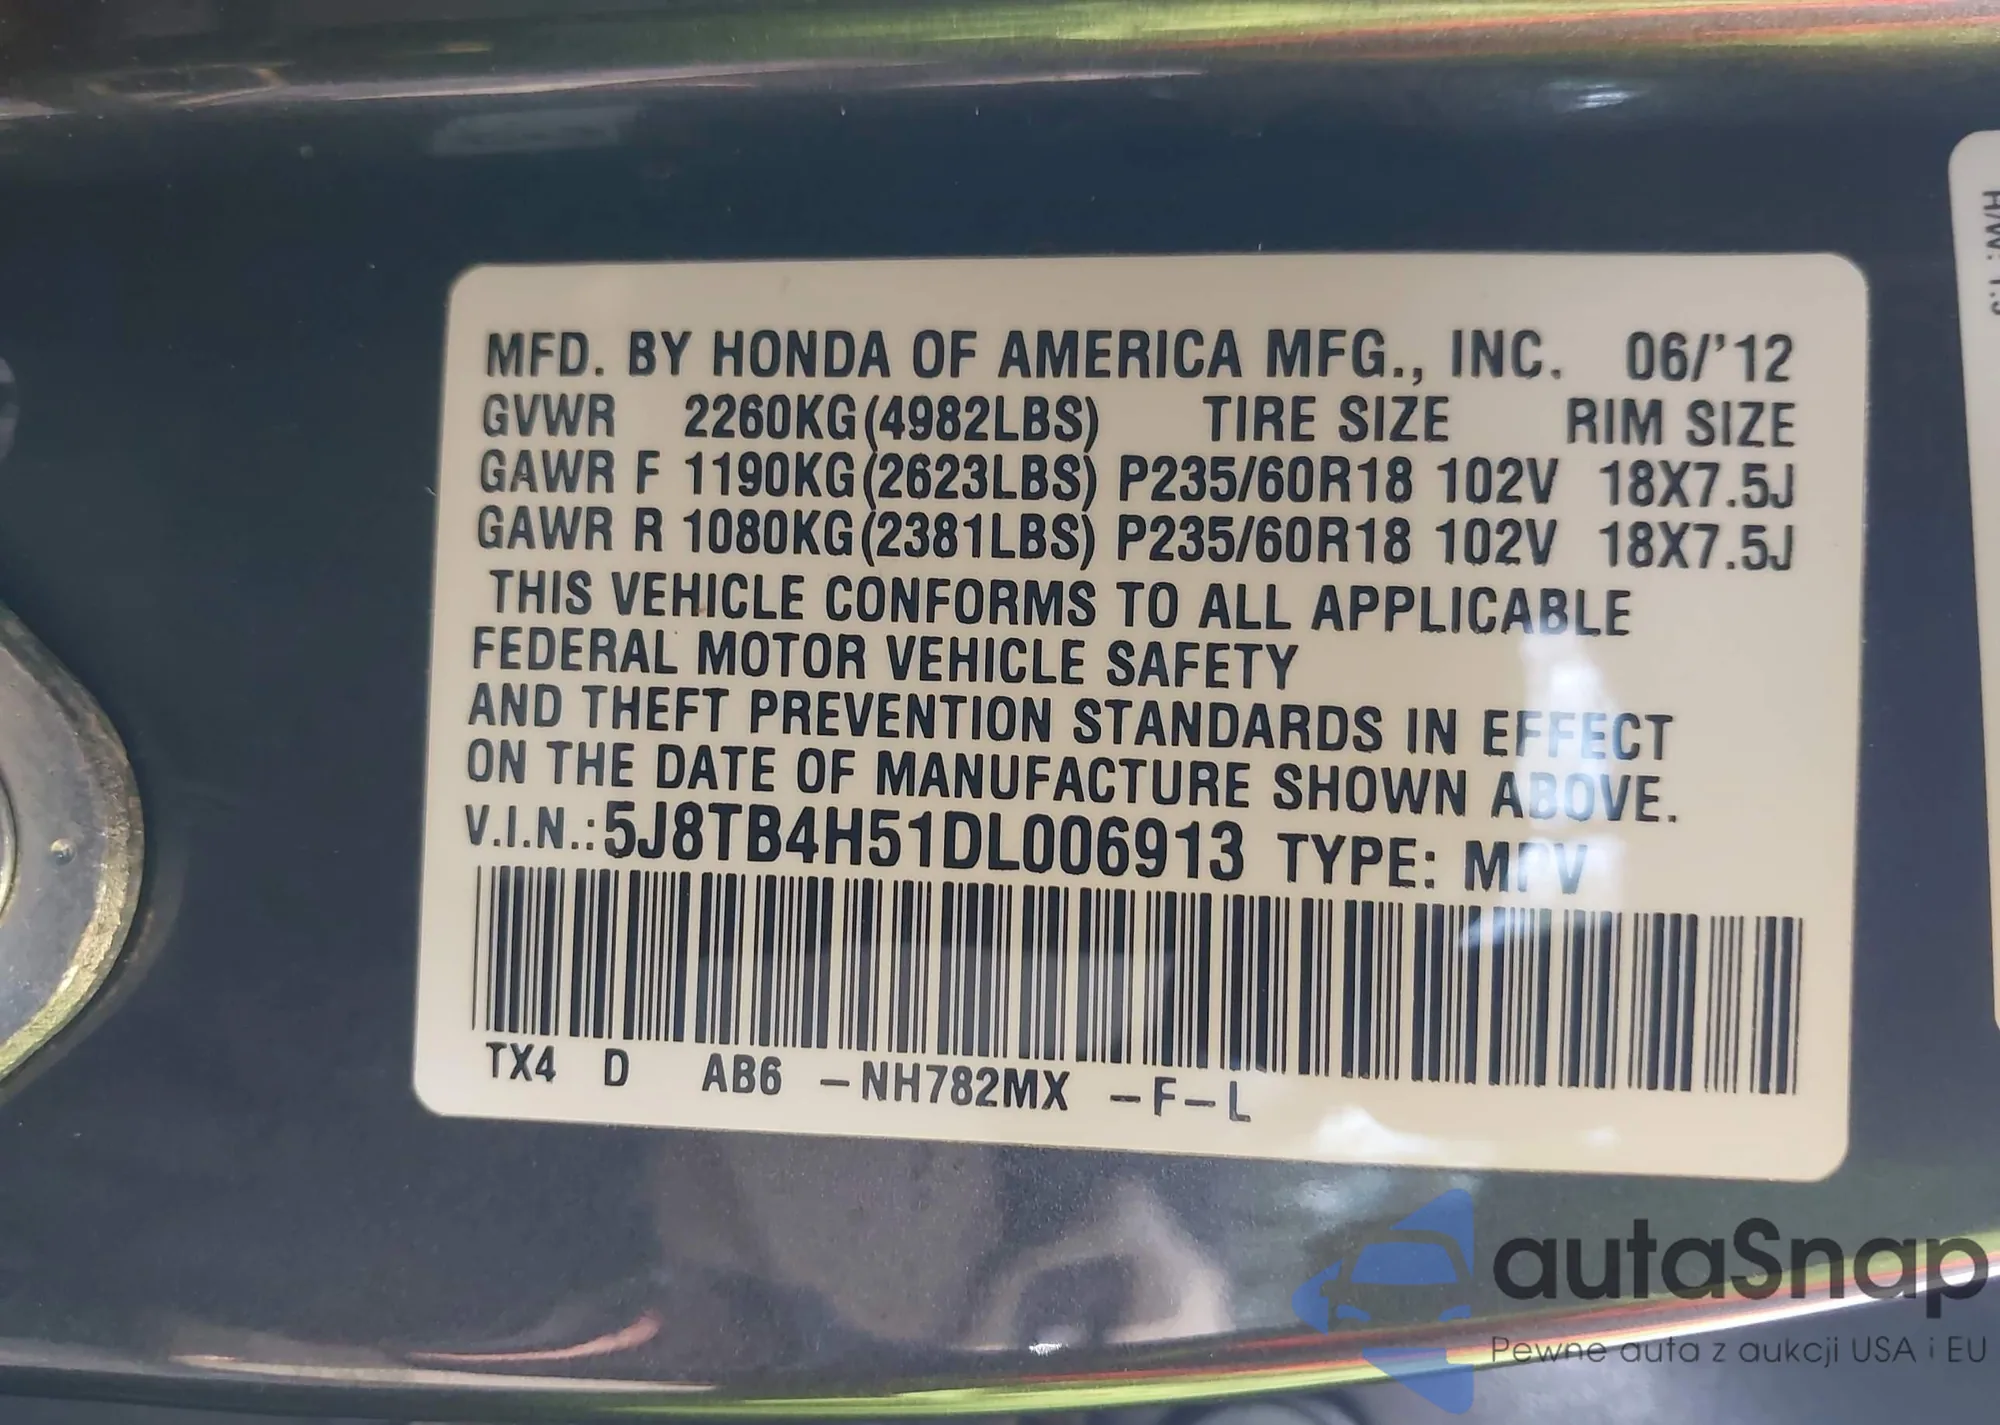 MFD. BY HONDA OF AMERICA MFG., INC. 06/'12
GVWR 2260KG(4982LBS) TIRE SIZE RIM SIZE
GAWR F 1190KG(2623LBS) P235/60R18 102V 18X7.5J
GAWR R 1080KG(2381LBS) P235/60R18 102V 18X7.5J
THIS VEHICLE CONFORMS TO ALL APPLICABLE
FEDERAL MOTOR VEHICLE SAFETY
AND THEFT PREVENTION STANDARDS IN EFFECT
ON THE DATE OF MANUFACTURE SHOWN ABOVE.
V.I.N.:5J8TB4H51DL006913 TYPE: MPV
TX4 D AB6 -NH782MX -F-L
autaSnap
Pewne auta z aukcji USA i EU